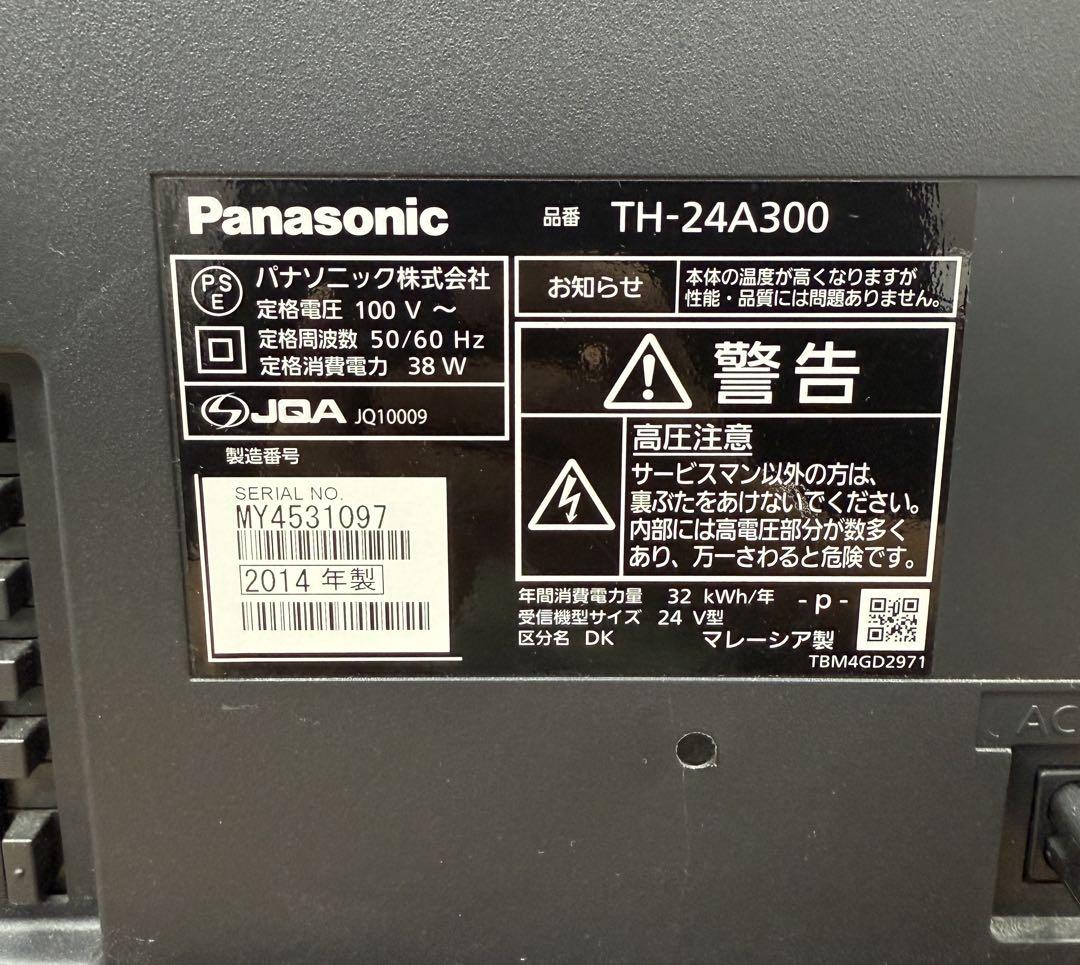 Panasonic 品番 TH-24A300
PS
E
パナソニック株式会社
定格電圧 100 V ～
定格周波数 50/60 Hz
定格消費電力 38 W
JQA JQ10009
製造番号
SERIAL NO.
MY4531097
2014 年製
お知らせ
本体の温度が高くなりますが
性能・品質には問題ありません。
警告
高圧注意
サービスマン以外の方は、
裏ぶたをあけないでください。
内部には高電圧部分が数多く
あり、万一さわると危険です。
年間消費電力量 32 kWh/年 - p -
受信機型サイズ 24 V型
区分名 DK マレーシア製
TBM4GD2971
AC